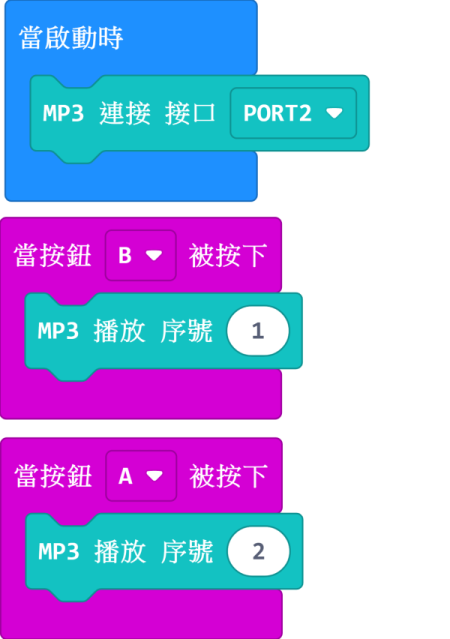 當啟動時
MP3 連接 接口 PORT2
當按鈕 B 被按下
MP3 播放 序號 1
當按鈕 A 被按下
MP3 播放 序號 2